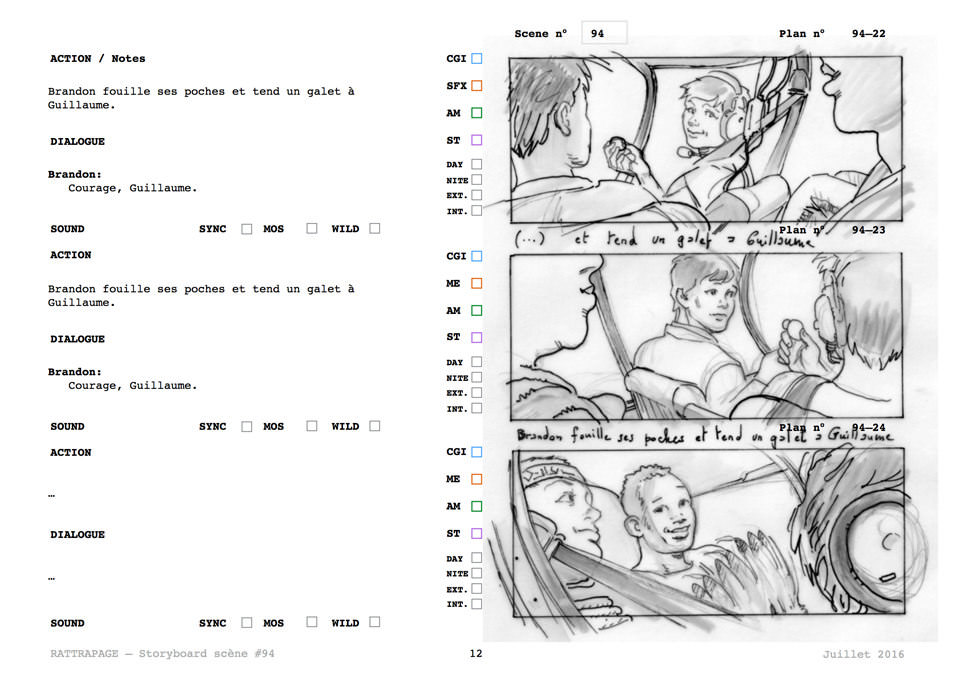 Scene nº 94 Plan nº 94—22
ACTION / Notes
CGI
Brandon fouille ses poches et tend un galet à
Guillaume.
SFX
AM
DIALOGUE
ST
DAY
Brandon:
NITE
Courage, Guillaume.
EXT.
INT.
SOUND SYNC MOS WILD
Plan nº 94—23
(...) et tend un galet à Guillaume
ACTION
CGI
Brandon fouille ses poches et tend un galet à
Guillaume.
ME
AM
DIALOGUE
ST
DAY
Brandon:
NITE
Courage, Guillaume.
EXT.
INT.
SOUND SYNC MOS WILD
Plan nº 94—24
Brandon fouille ses poches et tend un galet à Guillaume
ACTION
CGI
ME
…
AM
DIALOGUE
ST
DAY
NITE
…
EXT.
INT.
SOUND SYNC MOS WILD
RATTRAPAGE — Storyboard scène #94 12 Juillet 2016